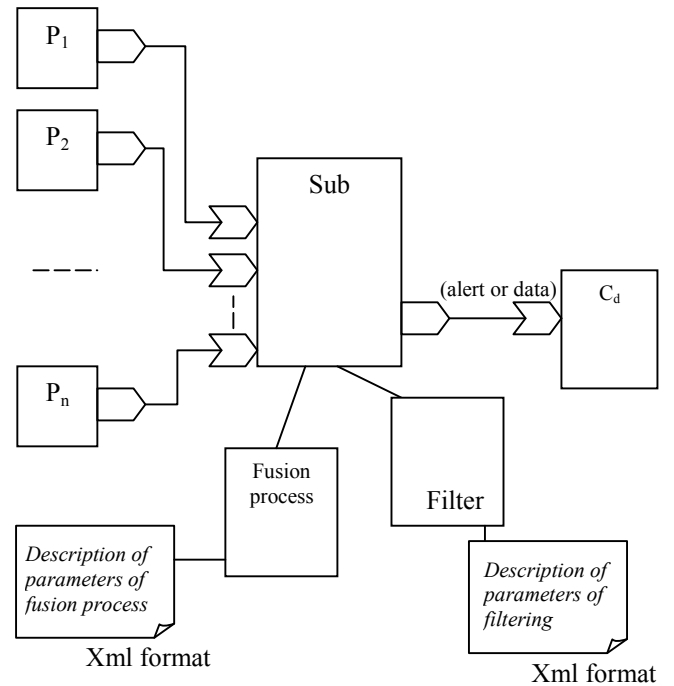 P1
P2
Sub
(alert or data)
Cd
Pn
Fusion
process
Filter
Description of
parameters of
fusion process
Description of
parameters of
filtering
Xml format
Xml format